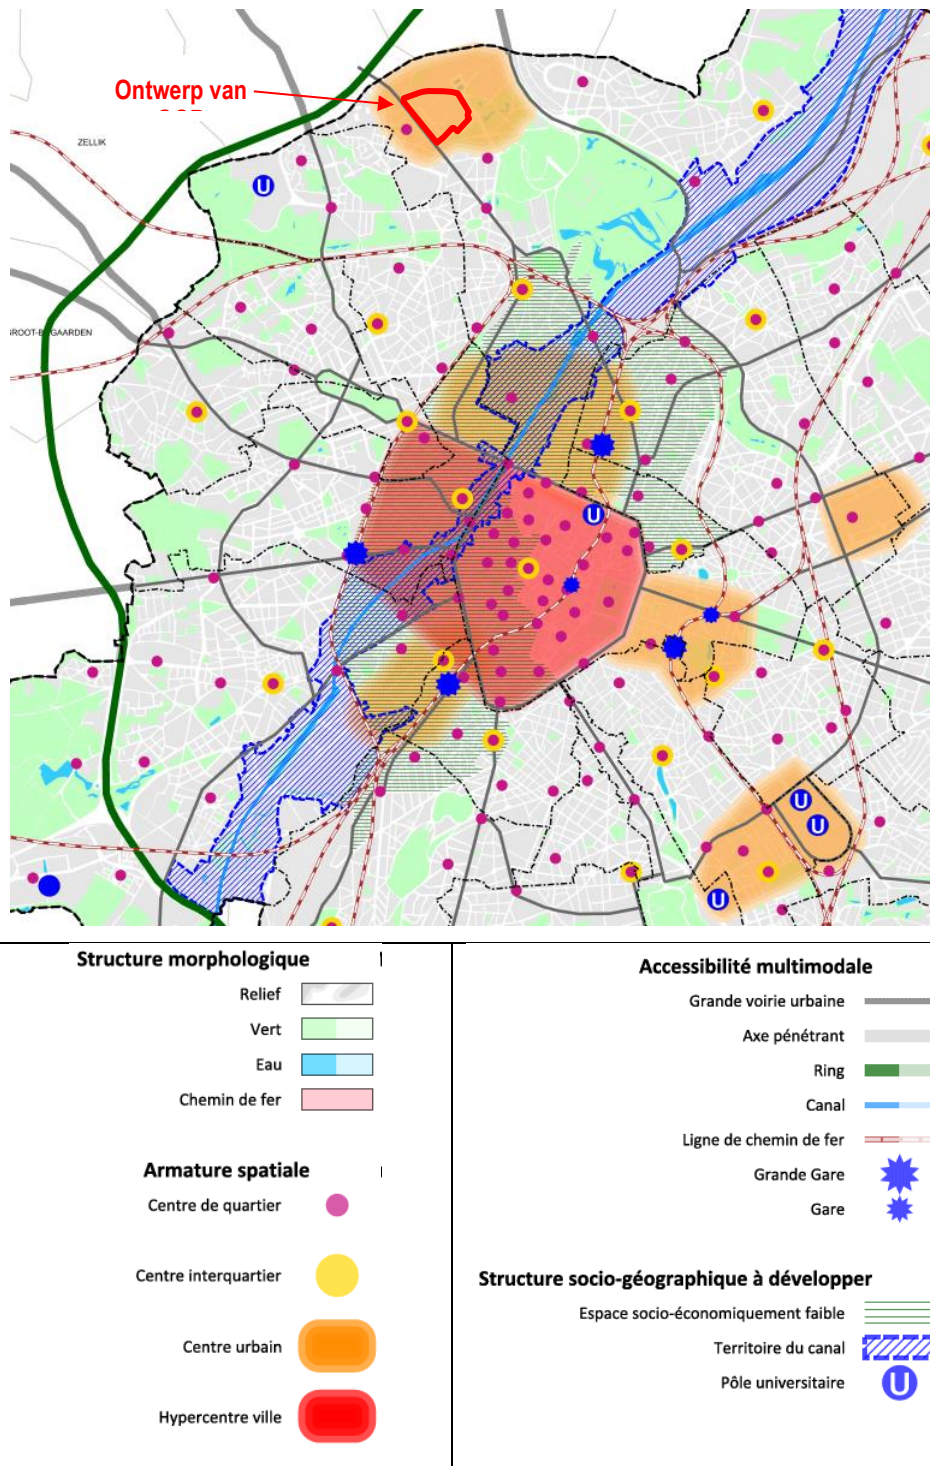 Ontwerp van
ZELLIK
U
U
U
U
U
Structure morphologique
Relief
Vert
Eau
Chemin de fer
Armature spatiale
Centre de quartier
Centre interquartier
Centre urbain
Hypercentre ville
Accessibilité multimodale
Grande voirie urbaine
Axe pénétrant
Ring
Canal
Ligne de chemin de fer
Grande Gare
Gare
Structure socio-géographique à développer
Espace socio-économiquement faible
Territoire du canal
Pôle universitaire
U